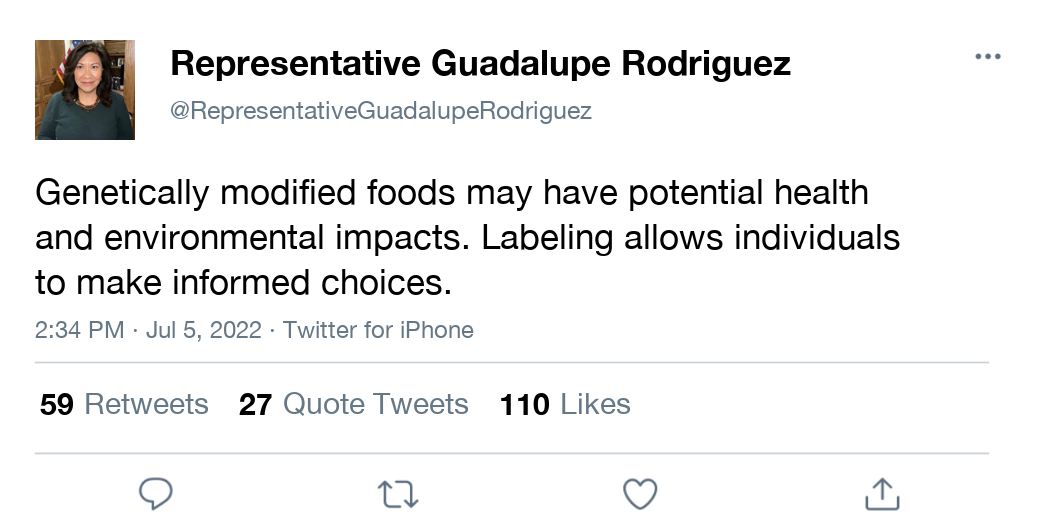 Representative Guadalupe Rodriguez
@RepresentativeGuadalupeRodriguez
Genetically modified foods may have potential health
and environmental impacts. Labeling allows individuals
to make informed choices.
2:34 PM · Jul 5, 2022 · Twitter for iPhone
59 Retweets 27 Quote Tweets 110 Likes